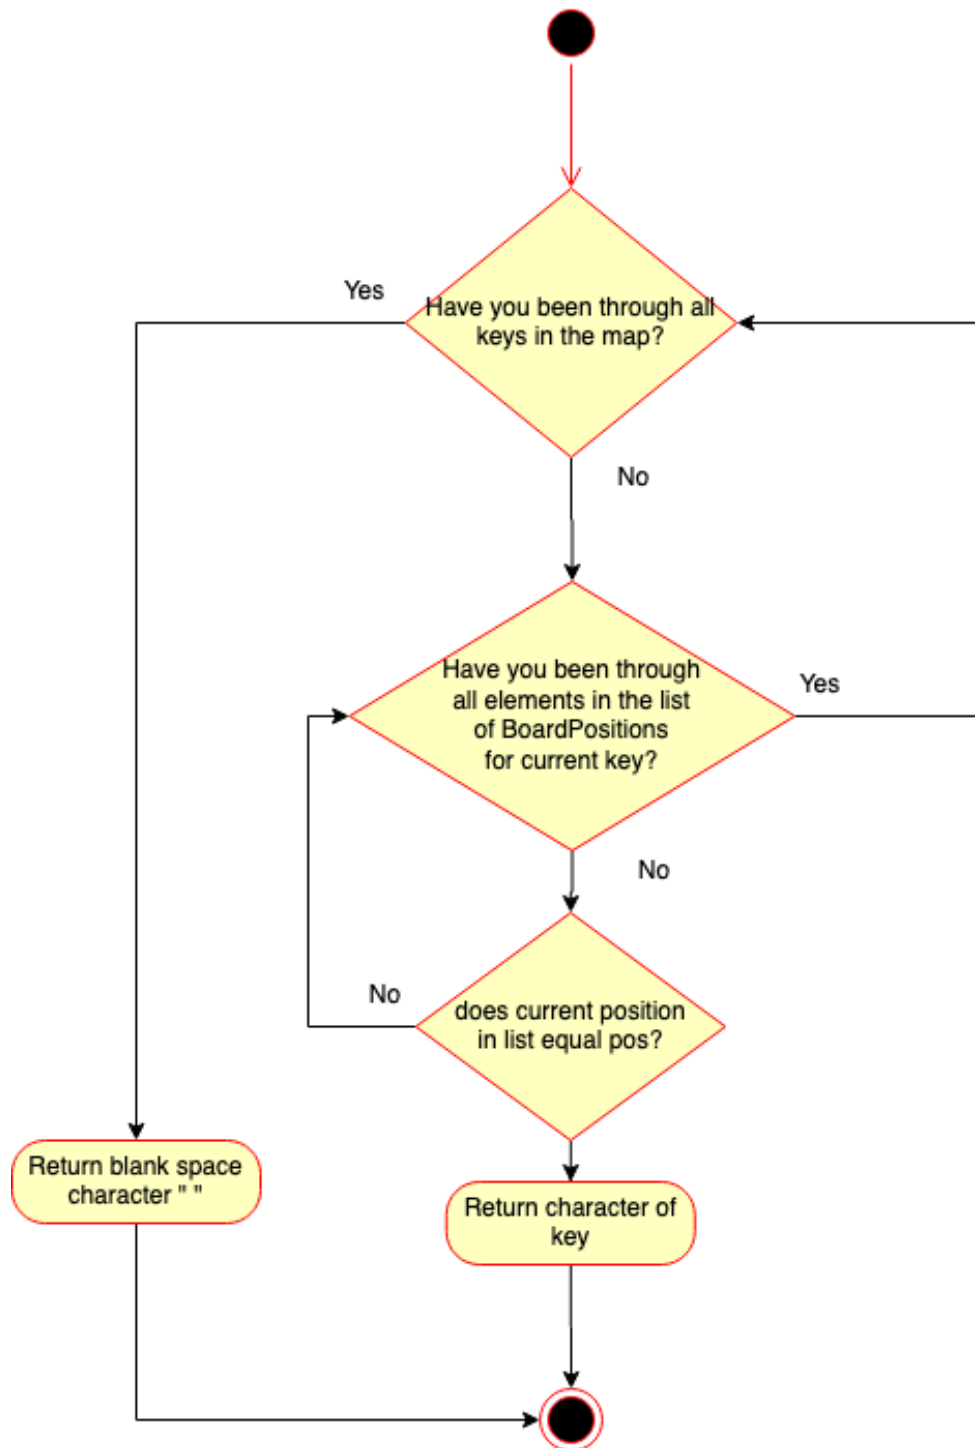 Yes
Have you been through all
keys in the map?
No
Have you been through
all elements in the list
of BoardPositions
for current key?
Yes
No
No
does current position
in list equal pos?
Return blank space
character " "
Return character of
key